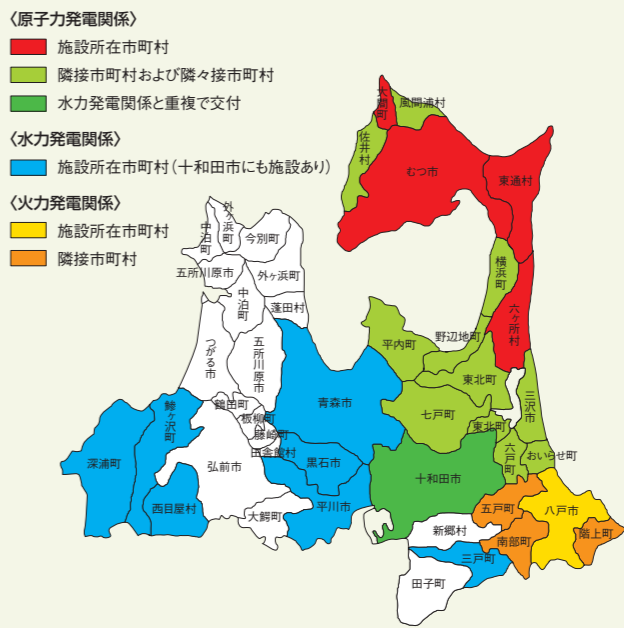 〈原子力発電関係〉
施設所在市町村
隣接市町村および隣々接市町村
水力発電関係と重複で交付
〈水力発電関係〉
施設所在市町村(十和田市にも施設あり)
〈火力発電関係〉
施設所在市町村
隣接市町村
大間町
風間浦村
佐井村
むつ市
東通村
外ヶ浜町
中泊町
今別町
五所川原市
外ヶ浜町
中泊町
蓬田村
横浜町
六ヶ所村
つがる市
五所川原市
平内町
野辺地町
東北町
青森市
七戸町
三沢市
鶴田町
板柳町
藤崎町
田舎館村
東北町
六戸町
おいらせ町
鰺ヶ沢町
深浦町
弘前市
黒石市
十和田市
西目屋村
平川市
大鰐町
五戸町
八戸市
新郷村
南部町
階上町
三戸町
田子町